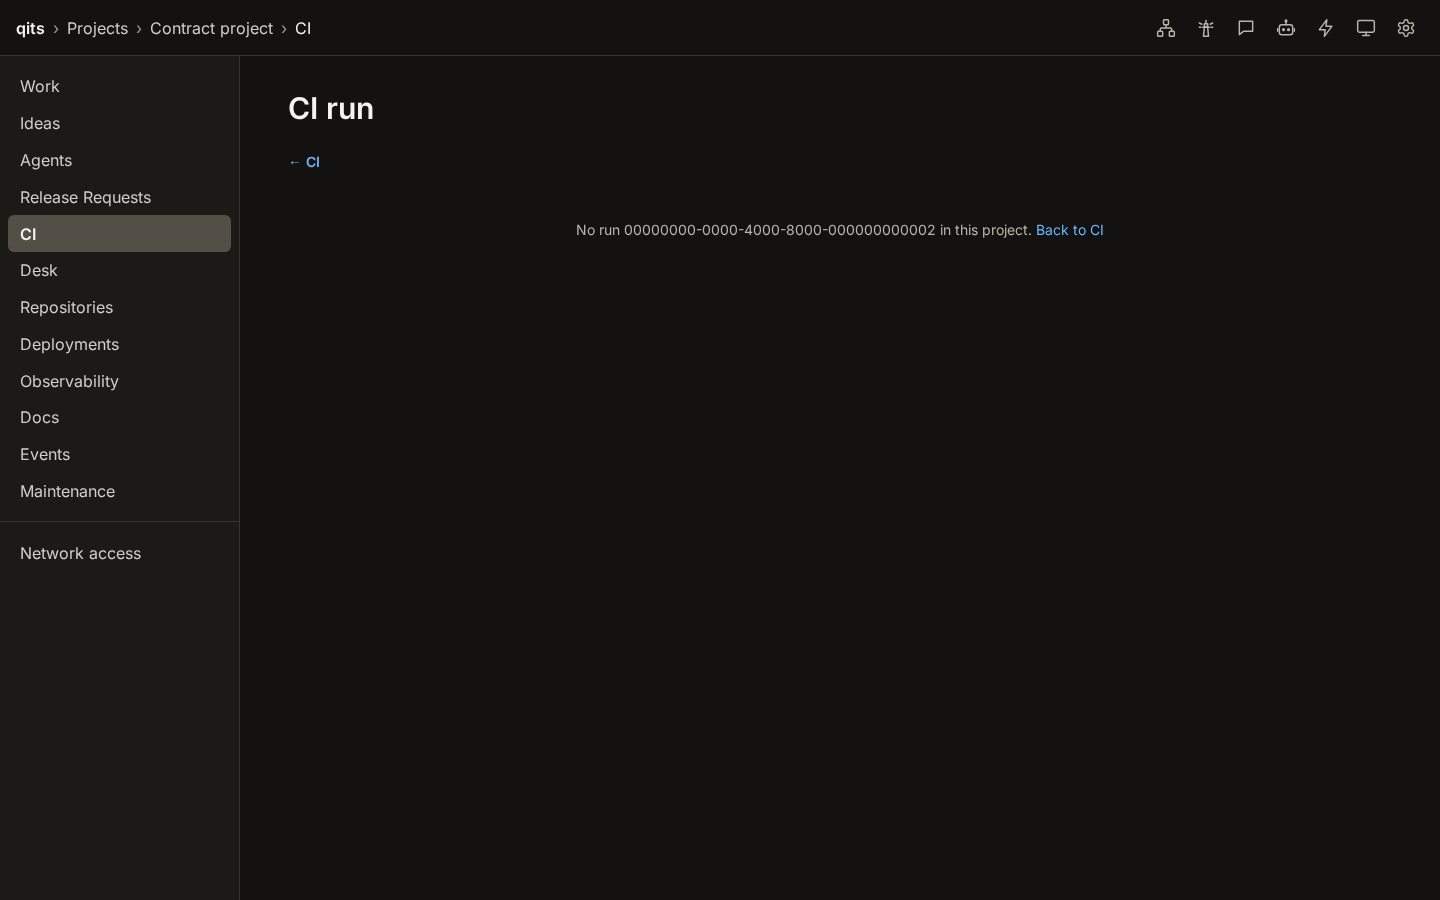 qits › Projects › Contract project › CI
Work
Ideas
Agents
Release Requests
CI
Desk
Repositories
Deployments
Observability
Docs
Events
Maintenance
Network access
CI run
← CI
No run 00000000-0000-4000-8000-000000000002 in this project. Back to CI